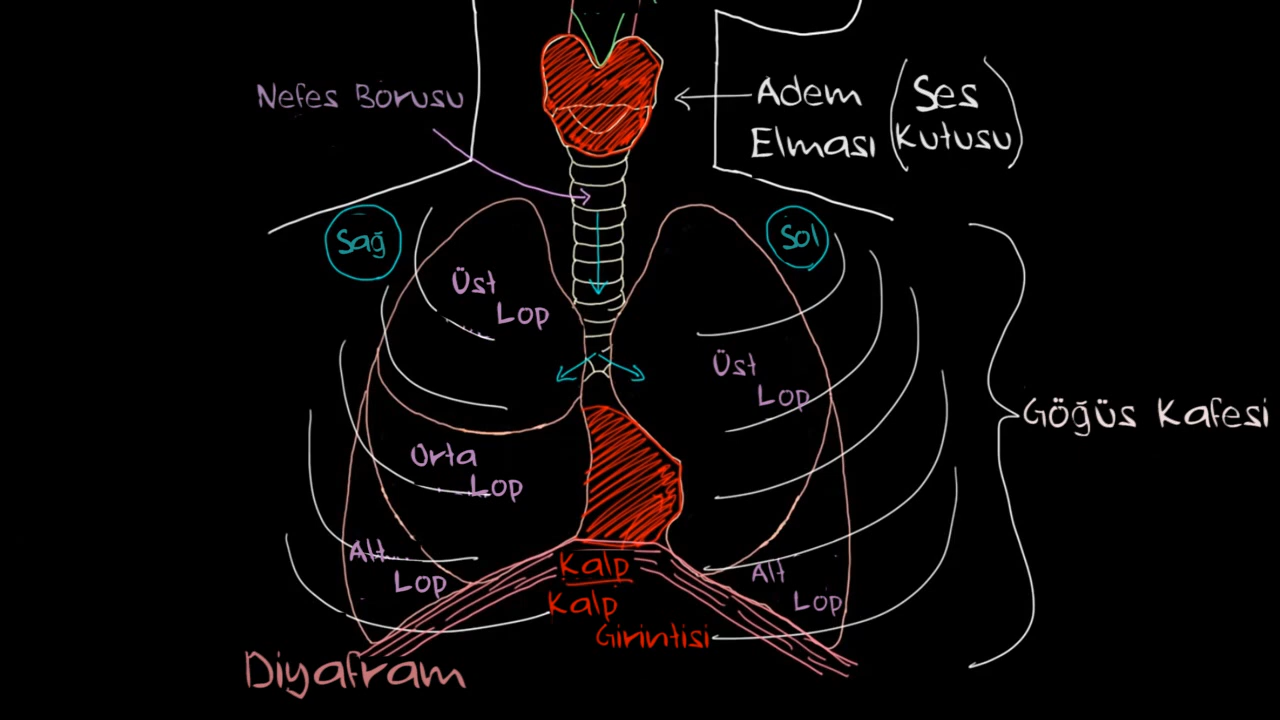 Nefes Borusu
Adem
Elması
(Ses
Kutusu)
Sağ
Sol
Üst
Lop
Üst
Lop
Göğüs Kafesi
Orta
Lop
Alt
Lop
Kalp
Alt
Lop
Kalp
Girintisi
Diyafram